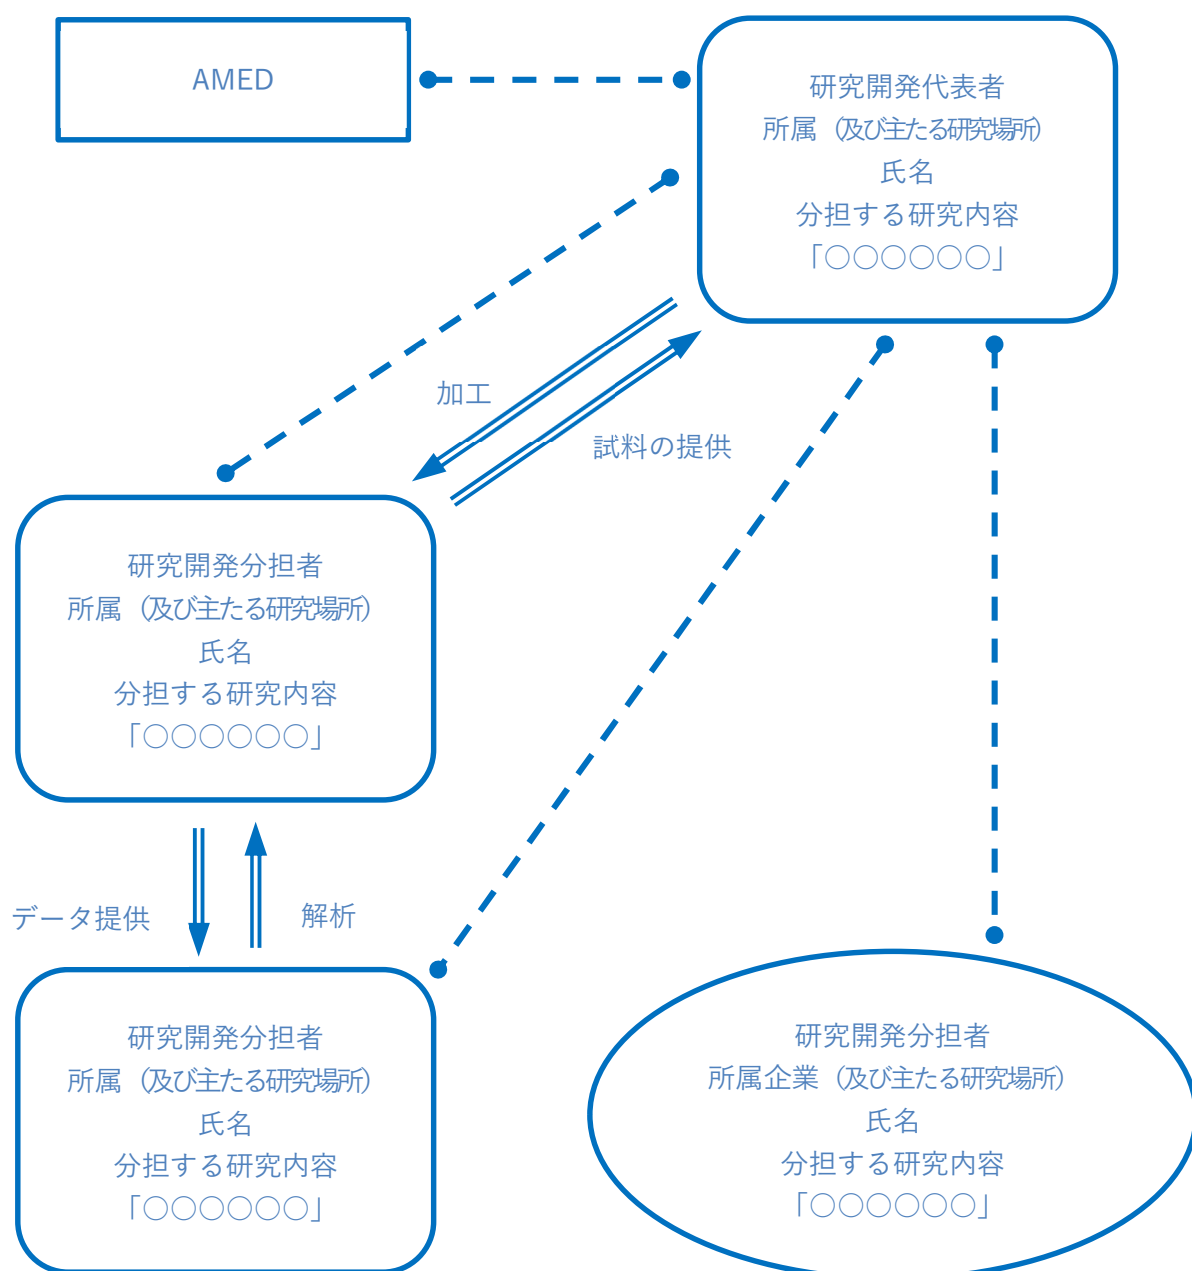 AMED
研究開発代表者
所属（及び主たる研究場所）
氏名
分担する研究内容
「〇〇〇〇〇〇」
加工
試料の提供
研究開発分担者
所属（及び主たる研究場所）
氏名
分担する研究内容
「〇〇〇〇〇〇」
データ提供
解析
研究開発分担者
所属（及び主たる研究場所）
氏名
分担する研究内容
「〇〇〇〇〇〇」
研究開発分担者
所属企業（及び主たる研究場所）
氏名
分担する研究内容
「〇〇〇〇〇〇」